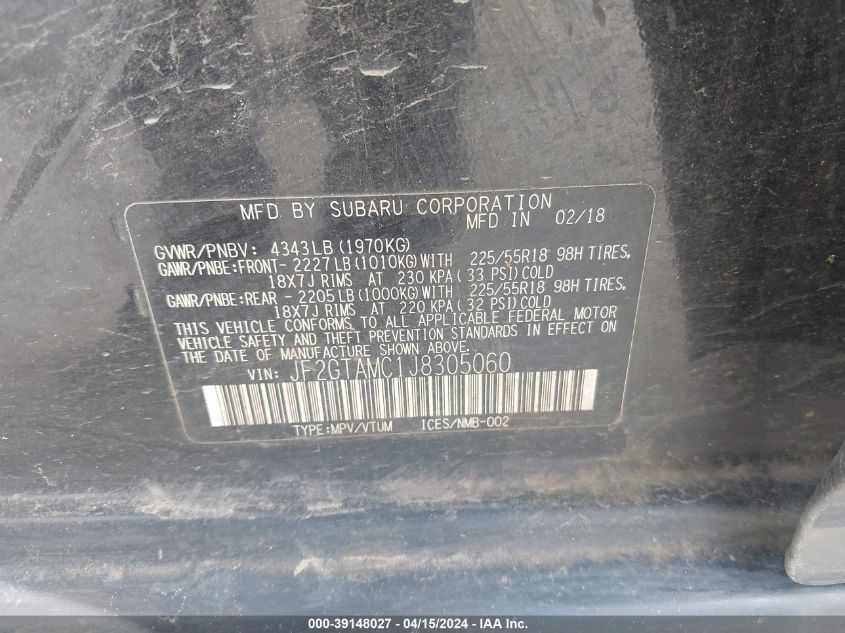 MFD BY SUBARU CORPORATION
MFD IN 02/18
GVWR/PNBV: 4343LB(1970KG)
GAWR/PNBE:FRONT- 2227LB(1010KG)WITH 225/55R18 98H TIRES,
18X7J RIMS AT 230 KPA(33 PSI)COLD
GAWR/PNBE:REAR - 2205LB(1000KG)WITH 225/55R18 98H TIRES,
18X7J RIMS AT 220 KPA(32 PSI)COLD
THIS VEHICLE CONFORMS TO ALL APPLICABLE FEDERAL MOTOR
VEHICLE SAFETY AND THEFT PREVENTION STANDARDS IN EFFECT ON
THE DATE OF MANUFACTURE SHOWN ABOVE.
VIN: JF2GTAMC1J8305060
TYPE:MPV/VTUM ICES/NMB-002
000-39148027 - 04/15/2024 - IAA Inc.